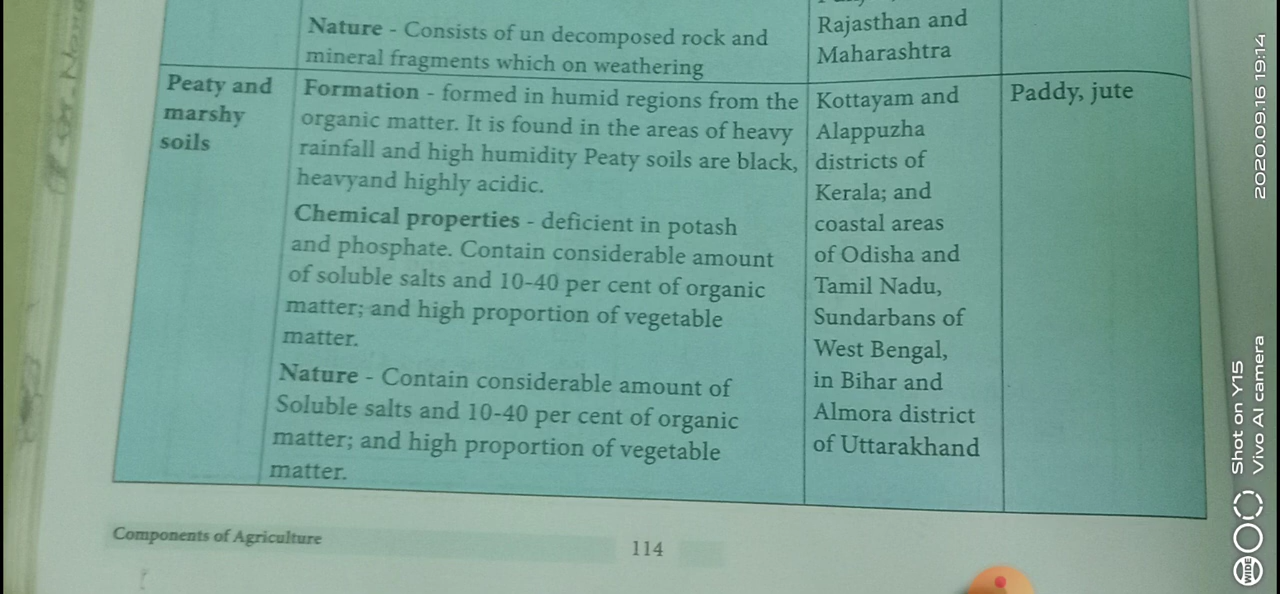 Nature - Consists of un decomposed rock and
mineral fragments which on weathering
Rajasthan and
Maharashtra
Peaty and
marshy
soils
Formation - formed in humid regions from the
organic matter. It is found in the areas of heavy
rainfall and high humidity Peaty soils are black,
heavyand highly acidic.
Chemical properties - deficient in potash
and phosphate. Contain considerable amount
of soluble salts and 10-40 per cent of organic
matter; and high proportion of vegetable
matter.
Nature - Contain considerable amount of
Soluble salts and 10-40 per cent of organic
matter; and high proportion of vegetable
matter.
Kottayam and
Alappuzha
districts of
Kerala; and
coastal areas
of Odisha and
Tamil Nadu,
Sundarbans of
West Bengal,
in Bihar and
Almora district
of Uttarakhand
Paddy, jute
Components of Agriculture
114
2020.09.16 19:14
Shot on Y15
Vivo AI camera
WIDE